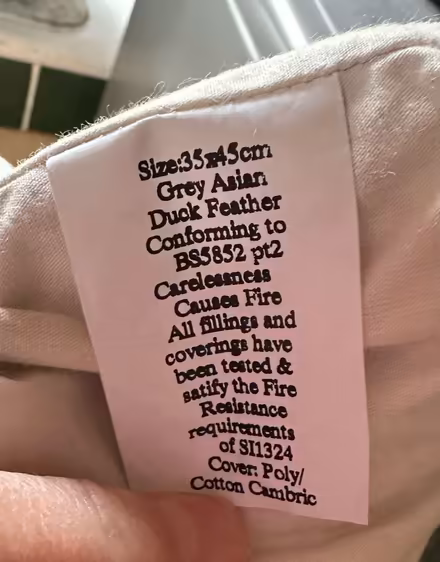 Size:35x45cm
Grey Asian
Duck Feather
Conforming to
BS5852 pt2
Carelessness
Causes Fire
All fillings and
coverings have
been tested &
satify the Fire
Resistance
requirements
of SI1324
Cover: Poly/
Cotton Cambric